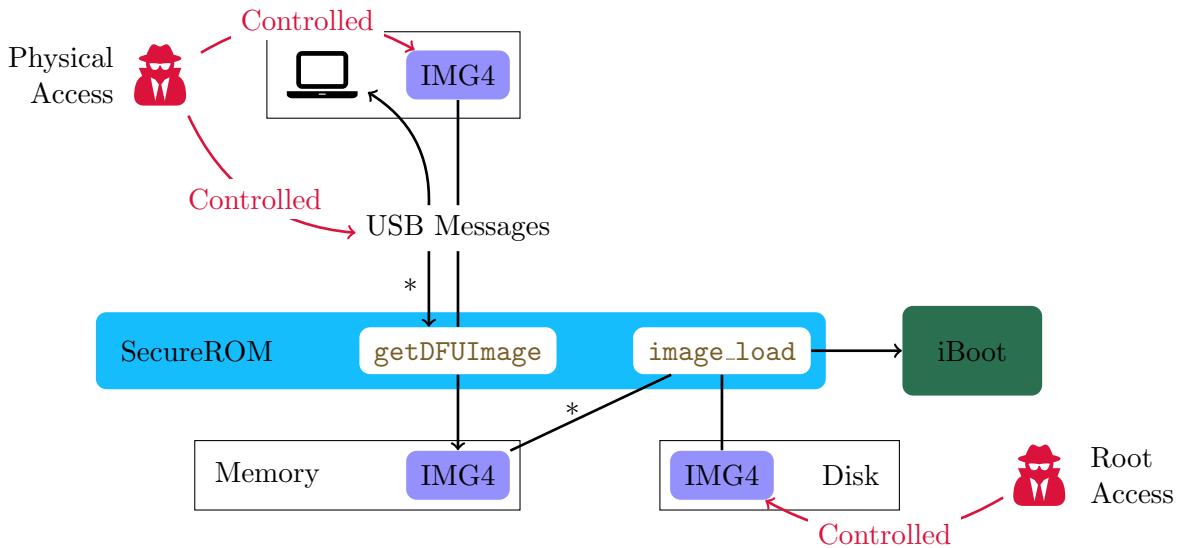 Controlled
Physical
Access
IMG4
Controlled
USB Messages
*
SecureROM
getDFUImage
image_load
iBoot
*
Memory
IMG4
IMG4
Disk
Root
Access
Controlled